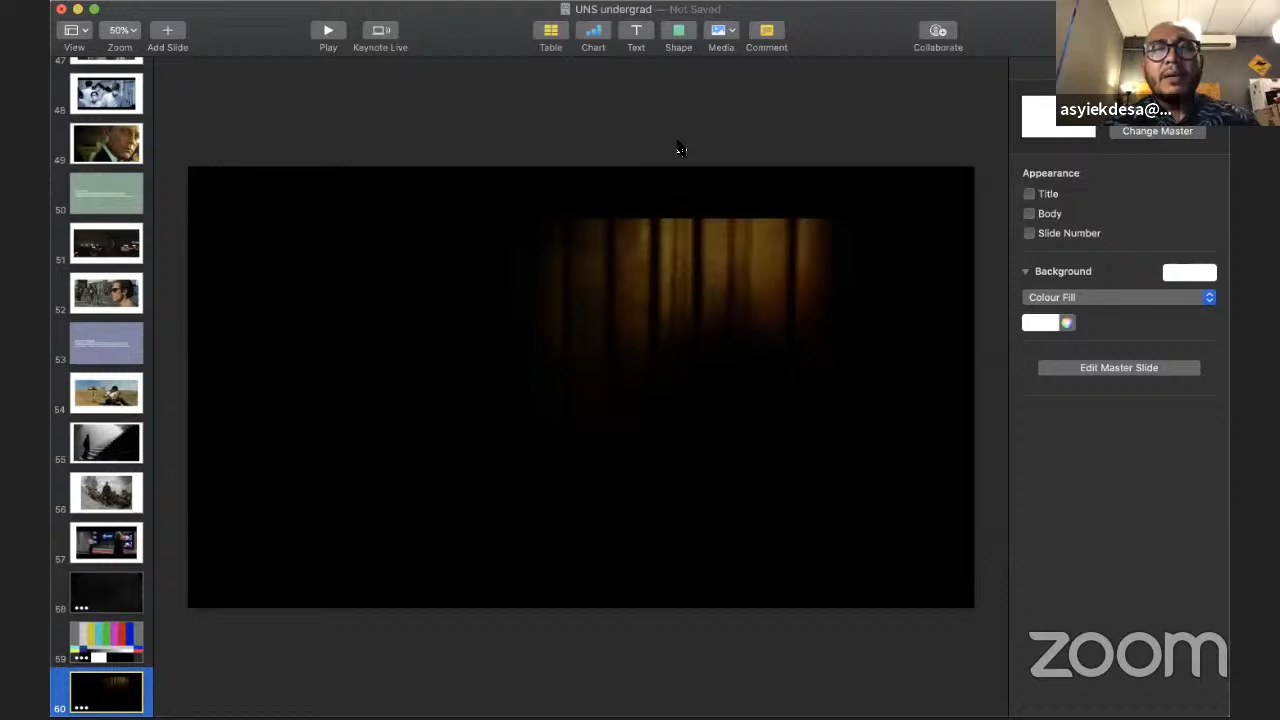 UNS undergrad — Not Saved
View
50%
Zoom
Add Slide
Play
Keynote Live
Table
Chart
Text
Shape
Media
Comment
Collaborate
asyiekdesa@...
Change Master
Appearance
Title
Body
Slide Number
Background
Colour Fill
Edit Master Slide
47
48
49
50
51
52
53
54
55
56
57
58
59
60
zoom